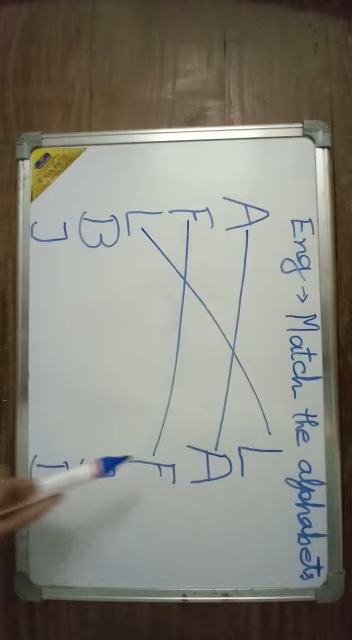 Eng → Match the alphabets
A L
F A
L F
B
J J